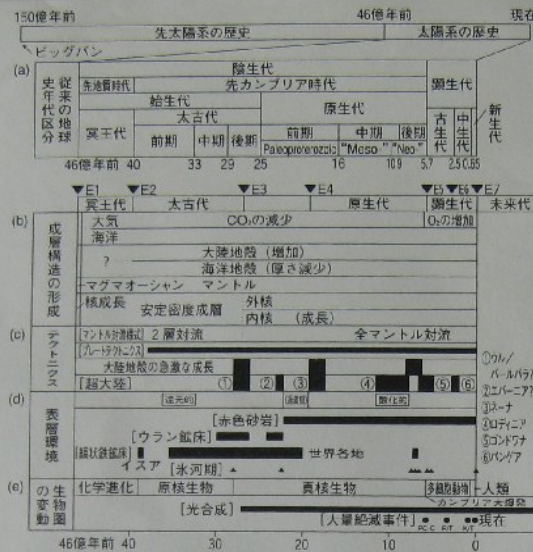 150億年前 46億年前 現在
先太陽系の歴史 太陽系の歴史
ビッグバン
(a) 従来の地球史年代区分
陰生代 顕生代
先地質時代 先カンブリア時代
始生代 原生代 古生代 中生代 新生代
冥王代 太古代
前期 中期 後期 前期 中期 後期
Paleoproterozoic "Meso" "Neo"
46億年前 40 33 29 25 16 10.9 5.7 2.5 0.65
▼E1 ▼E2 ▼E3 ▼E4 ▼E5 ▼E6 ▼E7
冥王代 太古代 原生代 顕生代 未来代
(b) 成層構造の形成
大気 CO₂の減少 O₂の増加
海洋
? 大陸地殻（増加）
海洋地殻（厚さ減少）
マグマオーシャン マントル
核成長 安定密度成層 外核
内核 （成長）
(c) テクトニクス
[マントル対流様式] 2層対流 全マントル対流
[プレートテクトニクス]
大陸地殻の急激な成長
[超大陸] ① ② ③ ④ ⑤ ⑥
①ウル/
バールバラ?
②エバーニア?
③ヌーナ
④ロディニア
⑤ゴンドワナ
⑥パンゲア
(d) 表層環境
還元的 酸化的
[赤色砂岩]
[ウラン鉱床]
[縞状鉄鉱床] 世界各地
イスア [氷河期]
(e) 生物圏の変動
化学進化 原核生物 真核生物 多細胞動物 人類
カンブリア大爆発
[光合成]
[大量絶滅事件] 現在
P/T K/T
46億年前 40 30 20 10 0